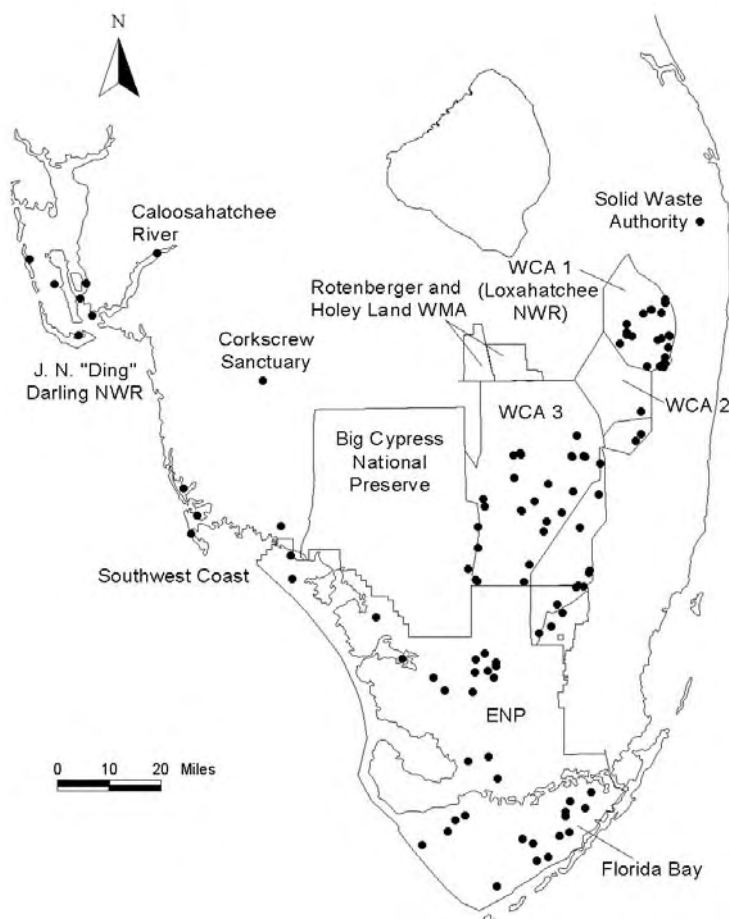 N
Caloosahatchee
River
Solid Waste
Authority
WCA 1
(Loxahatchee
NWR)
Rotenberger and
Holey Land WMA
Corkscrew
Sanctuary
J. N. "Ding"
Darling NWR
WCA 2
WCA 3
Big Cypress
National
Preserve
Southwest Coast
ENP
0 10 20 Miles
Florida Bay